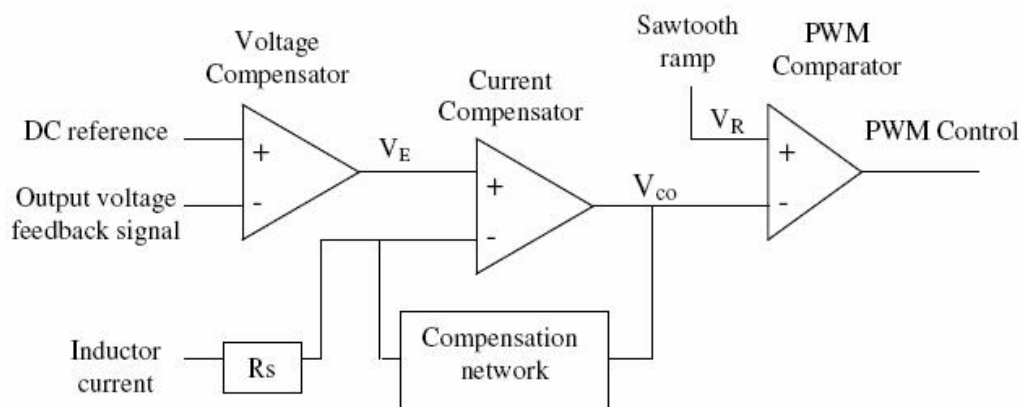 Voltage
Compensator
Current
Compensator
Sawtooth
ramp
PWM
Comparator
DC reference
+
-
Output voltage
feedback signal
V_E
+
-
V_co
V_R
+
-
PWM Control
Inductor
current
Rs
Compensation
network